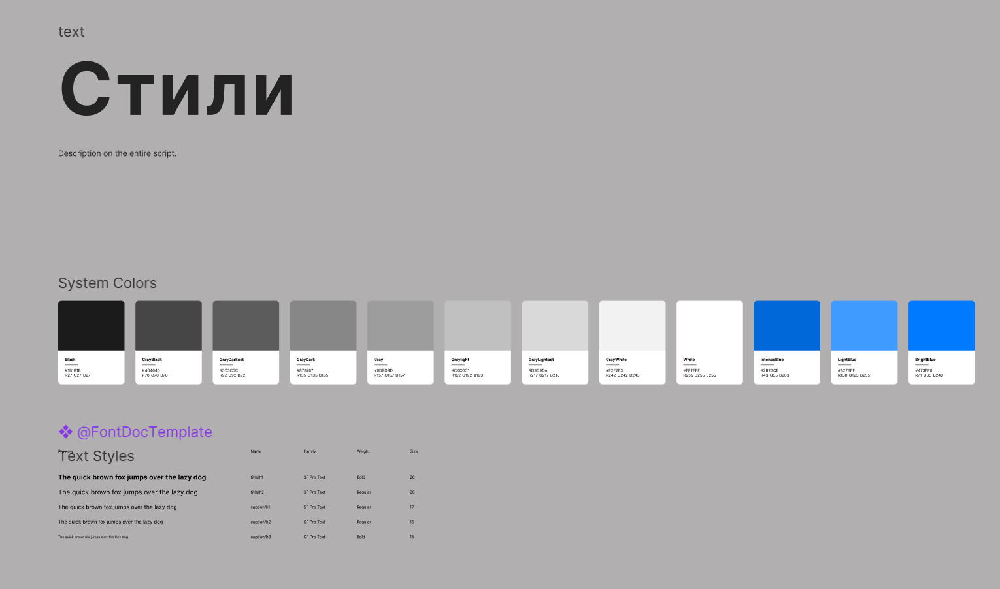 text
Стили
Description on the entire script.
System Colors
Black
#1B1B1B
R27 G27 B27
GrayBlack
#464646
R70 G70 B70
GrayDarkest
#5C5C5C
R92 G92 B92
GrayDark
#878787
R135 G135 B135
Gray
#9D9D9D
R157 G157 B157
Graylight
#C0C0C1
R192 G192 B193
GrayLightest
#D9D9DA
R217 G217 B218
GrayWhite
#F2F2F3
R242 G242 B243
White
#FFFFFF
R255 G255 B255
IntenseBlue
#2B23CB
R43 G35 B203
LightBlue
#827BFF
R130 G123 B255
BrightBlue
#473FF0
R71 G63 B240
@FontDocTemplate
Preview Name Family Weight Size
Text Styles
The quick brown fox jumps over the lazy dog title/h1 SF Pro Text Bold 20
The quick brown fox jumps over the lazy dog title/h2 SF Pro Text Regular 20
The quick brown fox jumps over the lazy dog caption/h1 SF Pro Text Regular 17
The quick brown fox jumps over the lazy dog caption/h2 SF Pro Text Regular 15
The quick brown fox jumps over the lazy dog caption/h3 SF Pro Text Bold 15